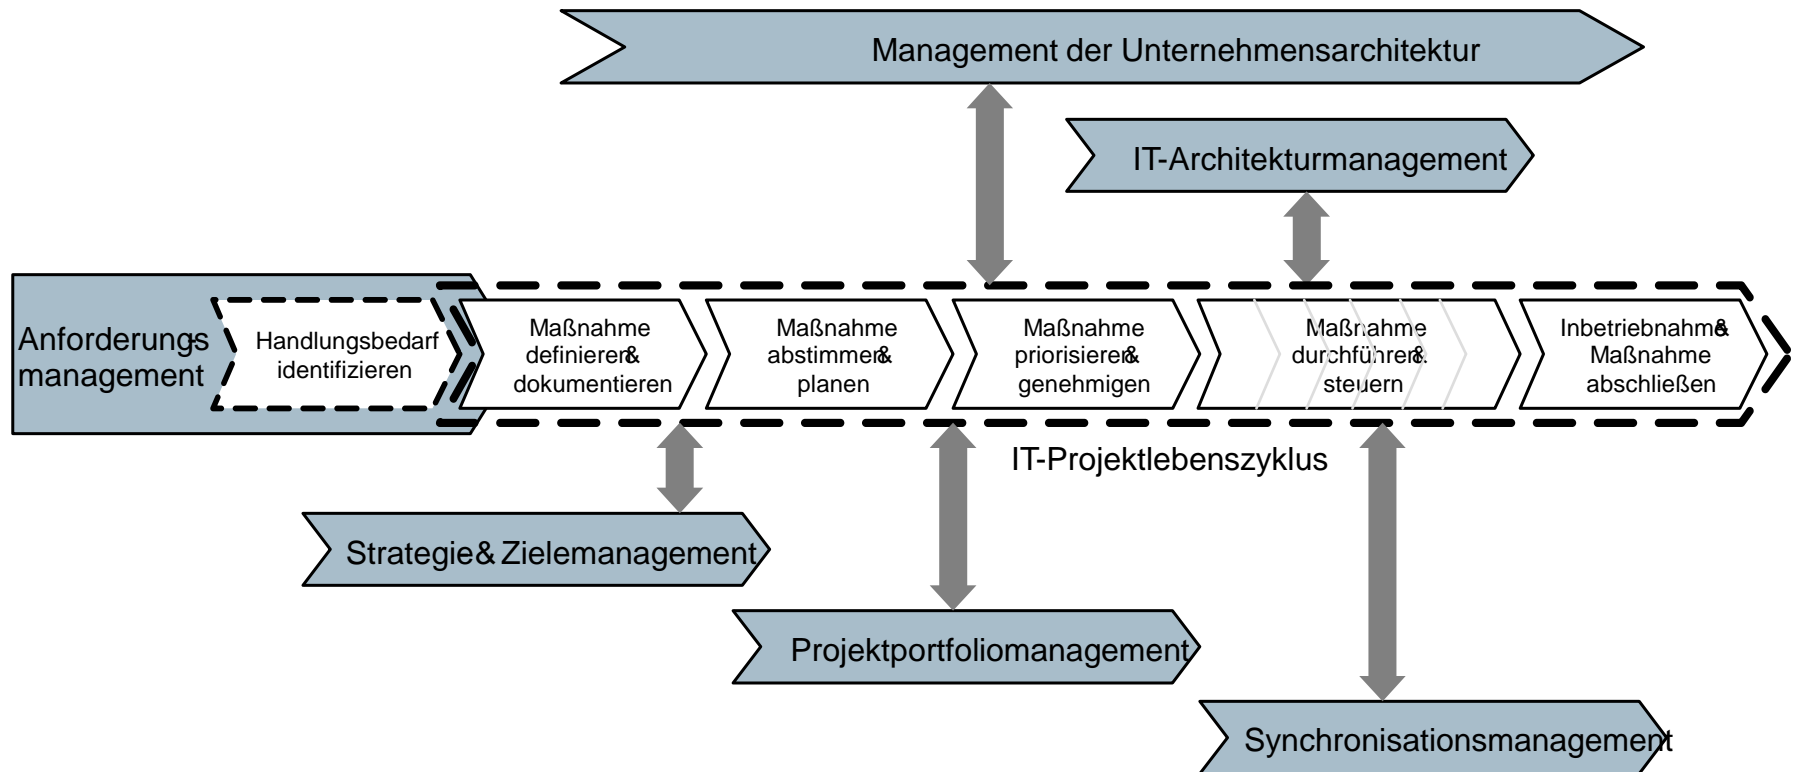 Management der Unternehmensarchitektur
IT-Architekturmanagement
Anforderungs-
management
Handlungsbedarf
identifizieren
Maßnahme
definieren&
dokumentieren
Maßnahme
abstimmen&
planen
Maßnahme
priorisieren&
genehmigen
Maßnahme
durchführen&
steuern
Inbetriebnahme&
Maßnahme
abschließen
IT-Projektlebenszyklus
Strategie& Zielemanagement
Projektportfoliomanagement
Synchronisationsmanagement